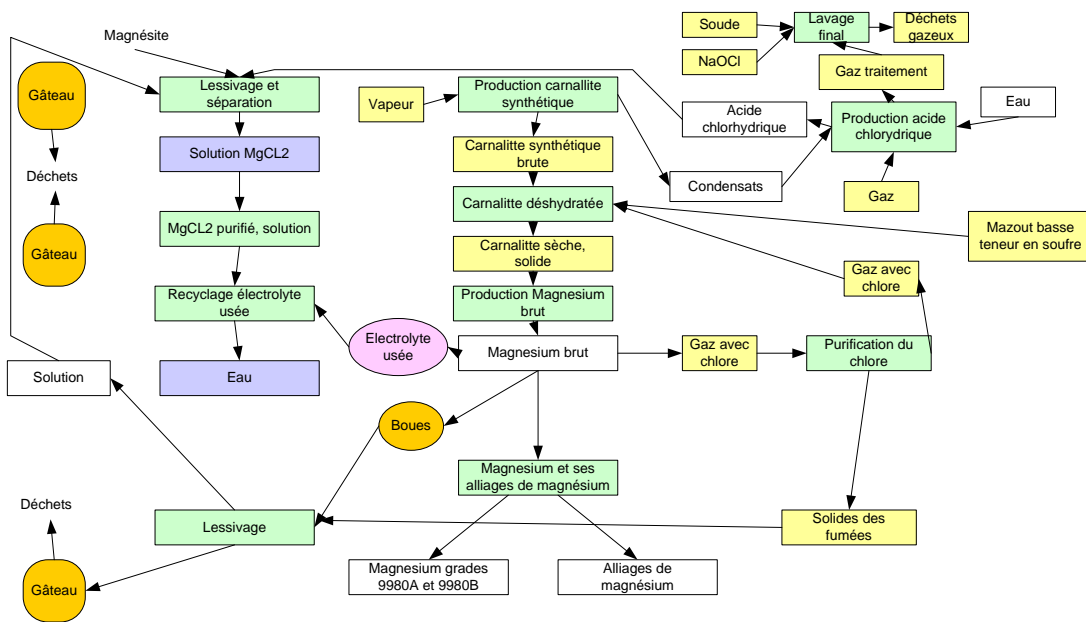 Soude
Lavage
final
Déchets
gazeux
Magnésite
NaOCl
Gaz traitement
Gâteau
Lessivage et
séparation
Vapeur
Production carnallite
synthétique
Acide
chlorhydrique
Production acide
chlorydrique
Eau
Solution MgCL2
Carnalitte synthétique
brute
Déchets
Condensats
Gaz
Carnalitte déshydratée
MgCL2 purifié, solution
Mazout basse
teneur en soufre
Gâteau
Carnalitte sèche,
solide
Gaz avec
chlore
Recyclage électrolyte
usée
Production Magnesium
brut
Electrolyte
usée
Magnesium brut
Gaz avec
chlore
Purification du
chlore
Solution
Eau
Boues
Magnesium et ses
alliages de magnésium
Déchets
Lessivage
Solides des
fumées
Gâteau
Magnesium grades
9980A et 9980B
Alliages de
magnésium